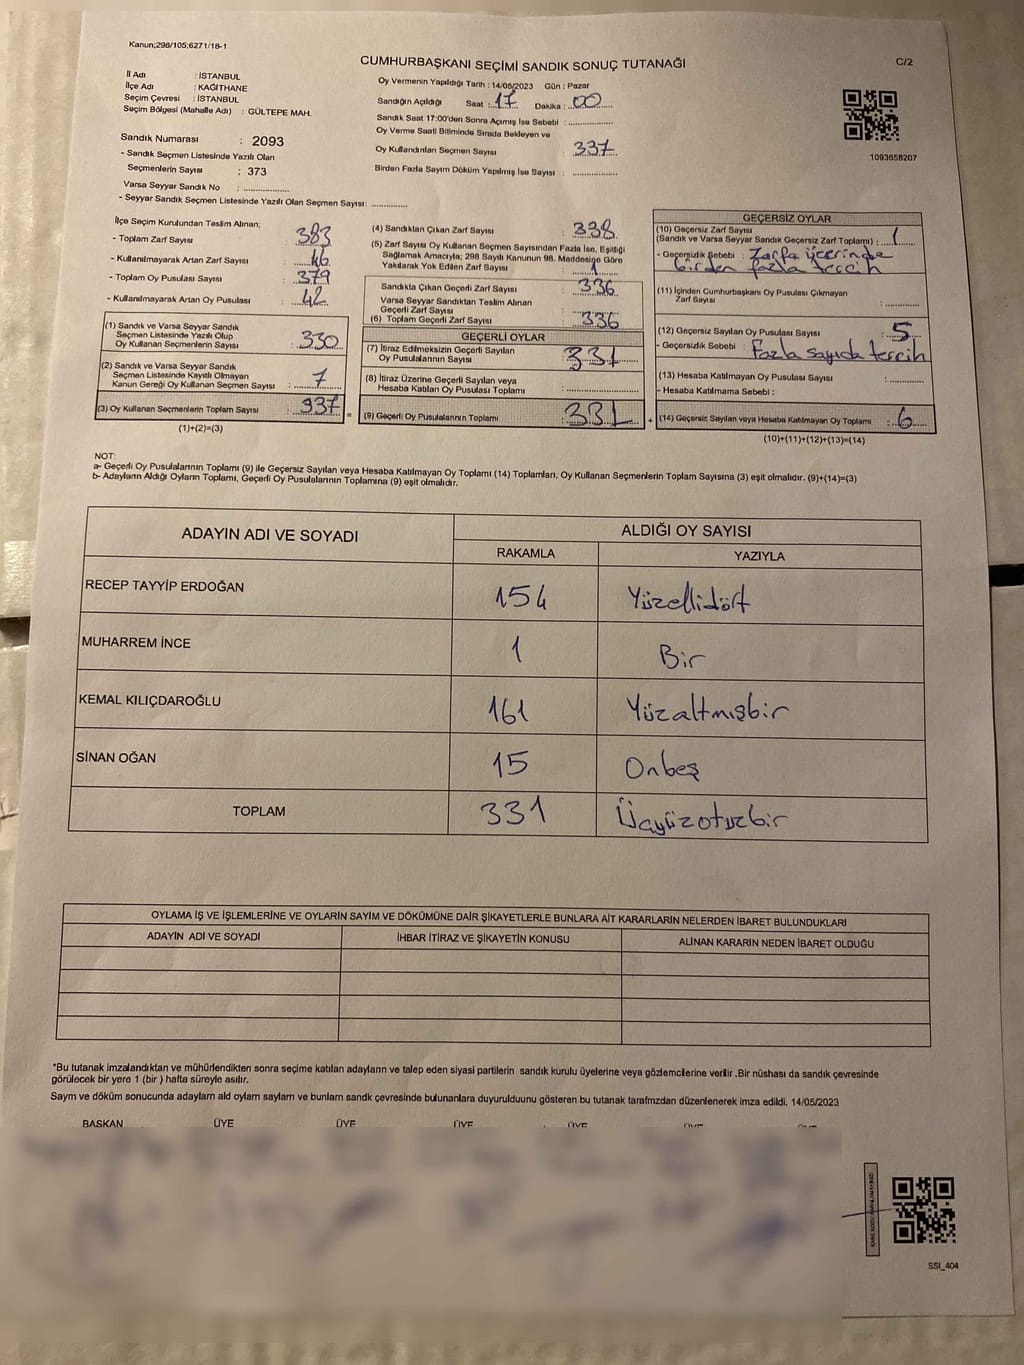 Kanun;298/105;6271/16-1
CUMHURBAŞKANI SEÇİMİ SANDIK SONUÇ TUTANAĞI
C/2
İl Adı : İSTANBUL
İlçe Adı : KAĞITHANE
Seçim Çevresi : İSTANBUL
Seçim Bölgesi (Mahalle Adı) : GÜLTEPE MAH.
Oy Vermenin Yapıldığı Tarih : 14/05/2023 Gün : Pazar
Sandığın Açıldığı Saat : 17 Dakika : 00
Sandık Saat 17:00'den Sonra Açımış İse Sebebi :
Oy Verme Saati Bitiminde Sırada Bekleyen ve
Oy Kullandırılan Seçmen Sayısı 337
Birden Fazla Sayım Döküm Yapılmış İse Sayısı :
1093658207
Sandık Numarası : 2093
- Sandık Seçmen Listesinde Yazılı Olan
Seçmenlerin Sayısı : 373
Varsa Seyyar Sandık No :
- Seyyar Sandık Seçmen Listesinde Yazılı Olan Seçmen Sayısı:
İlçe Seçim Kurulundan Teslim Alınan;
- Toplam Zarf Sayısı : 383
- Kullanılmayarak Artan Zarf Sayısı : 46
- Toplam Oy Pusulası Sayısı : 379
- Kullanılmayarak Artan Oy Pusulası : 42
(1) Sandık ve Varsa Seyyar Sandık
Seçmen Listesinde Yazılı Olup
Oy Kullanan Seçmenlerin Sayısı : 330
(2) Sandık ve Varsa Seyyar Sandık
Seçmen Listesinde Kayıtlı Olmayan
Kanun Gereği Oy Kullanan Seçmen Sayısı : 7
(3) Oy Kullanan Seçmenlerin Toplam Sayısı : 937
(1)+(2)=(3)
(4) Sandıktan Çıkan Zarf Sayısı : 338
(5) Zarf Sayısı Oy Kullanan Seçmen Sayısından Fazla İse, Eşitliği
Sağlamak Amacıyla; 298 Sayılı Kanunun 98. Maddesine Göre
Yakılarak Yok Edilen Zarf Sayısı : 1
Sandıkta Çıkan Geçerli Zarf Sayısı : 336
Varsa Seyyar Sandıktan Teslim Alınan
Geçerli Zarf Sayısı
(6) Toplam Geçerli Zarf Sayısı : 336
GEÇERLİ OYLAR
(7) İtiraz Edilmeksizin Geçerli Sayılan
Oy Pusulasının Sayısı : 331
(8) İtiraz Üzerine Geçerli Sayılan veya
Hesaba Katılan Oy Pusulası Toplamı :
= (9) Geçerli Oy Pusulalarının Toplamı : 331 +
GEÇERSİZ OYLAR
(10) Geçersiz Zarf Sayısı
(Sandık ve Varsa Seyyar Sandık Geçersiz Zarf Toplamı) : 1
- Geçersizlik Sebebi : Zarfa üzerinde
birden fazla tercih
(11) İçinden Cumhurbaşkanı Oy Pusulası Çıkmayan
Zarf Sayısı :
(12) Geçersiz Sayılan Oy Pusulası Sayısı : 5
- Geçersizlik Sebebi : Fazla sayıda tercih
(13) Hesaba Katılmayan Oy Pusulası Sayısı :
- Hesaba Katılmama Sebebi :
(14) Geçersiz Sayılan veya Hesaba Katılmayan Oy Toplamı : 6
(10)+(11)+(12)+(13)=(14)
NOT:
a- Geçerli Oy Pusulalarının Toplamı (9) ile Geçersiz Sayılan veya Hesaba Katılmayan Oy Toplamı (14) Toplamları, Oy Kullanan Seçmenlerin Toplam Sayısına (3) eşit olmalıdır. (9)+(14)=(3)
b- Adayların Aldığı Oyların Toplamı, Geçerli Oy Pusulalarının Toplamına (9) eşit olmalıdır.
ADAYIN ADI VE SOYADI
ALDIĞI OY SAYISI
RAKAMLA YAZIYLA
RECEP TAYYİP ERDOĞAN 154 Yüzellidört
MUHARREM İNCE 1 Bir
KEMAL KILIÇDAROĞLU 161 Yüzaltmışbir
SİNAN OĞAN 15 Onbeş
TOPLAM 331 Üçyüzotuzbir
OYLAMA İŞ VE İŞLEMLERİNE VE OYLARIN SAYIM VE DÖKÜMÜNE DAİR ŞİKAYETLERLE BUNLARA AİT KARARLARIN NELERDEN İBARET BULUNDUKLARI
ADAYIN ADI VE SOYADI İHBAR İTİRAZ VE ŞİKAYETİN KONUSU ALINAN KARARIN NEDEN İBARET OLDUĞU
*Bu tutanak imzalandıktan ve mühürlendikten sonra seçime katılan adayların ve talep eden siyasi partilerin sandık kurulu üyelerine veya gözlemcilerine verilir .Bir nüshası da sandık çevresinde
görülecek bir yere 1 (bir ) hafta süreyle asılır.
Sayım ve döküm sonucunda adayların ald oyların sayları ve bunların sandk çevresinde bulunanlara duyurulduunu gösteren bu tutanak tarafmzdan düzenlenerek imza edildi. 14/05/2023
BAŞKAN ÜYE ÜYE ÜYE ÜYE ÜYE
SSI_404